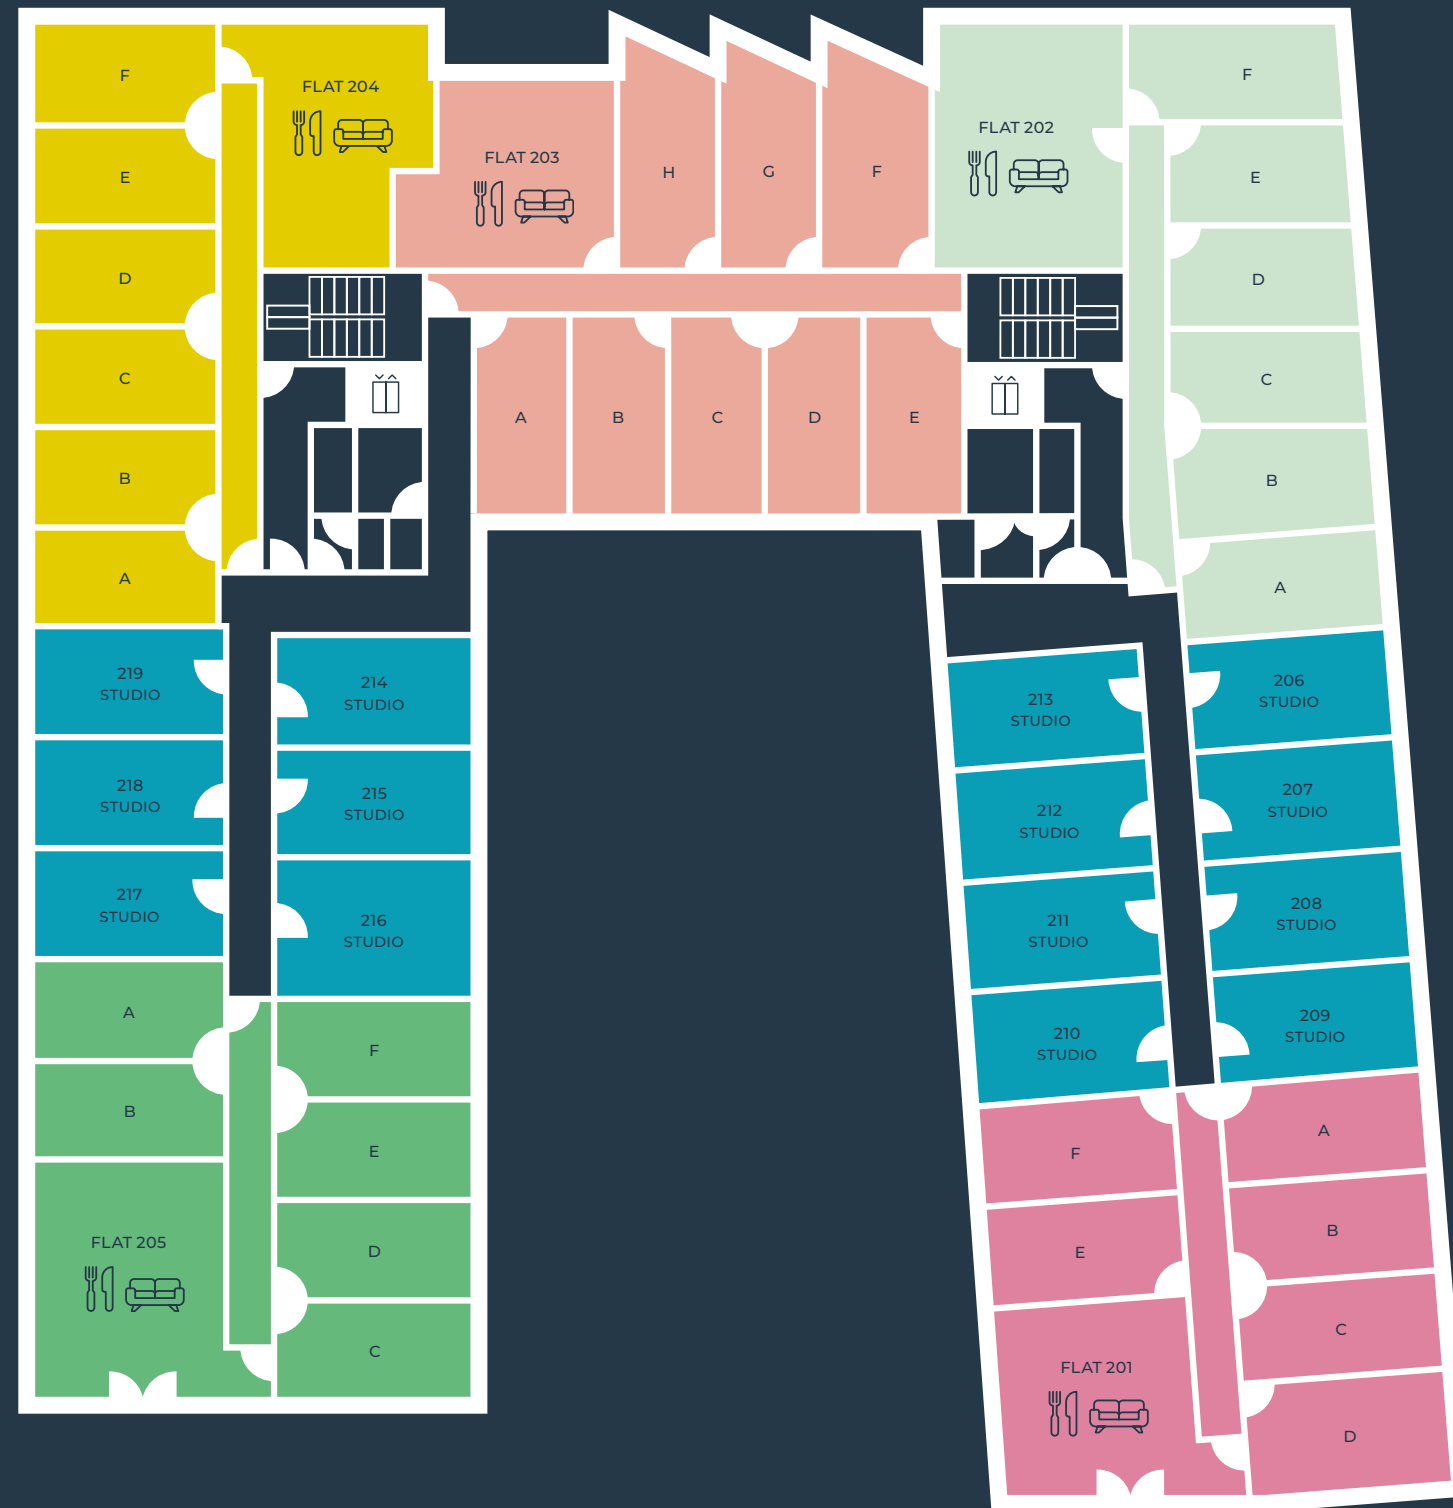 F
E
D
C
B
A
FLAT 204
FLAT 203
H
G
F
A
B
C
D
E
FLAT 202
F
E
D
C
B
A
219
STUDIO
218
STUDIO
217
STUDIO
214
STUDIO
215
STUDIO
216
STUDIO
A
B
FLAT 205
F
E
D
C
213
STUDIO
212
STUDIO
211
STUDIO
210
STUDIO
206
STUDIO
207
STUDIO
208
STUDIO
209
STUDIO
F
E
FLAT 201
A
B
C
D